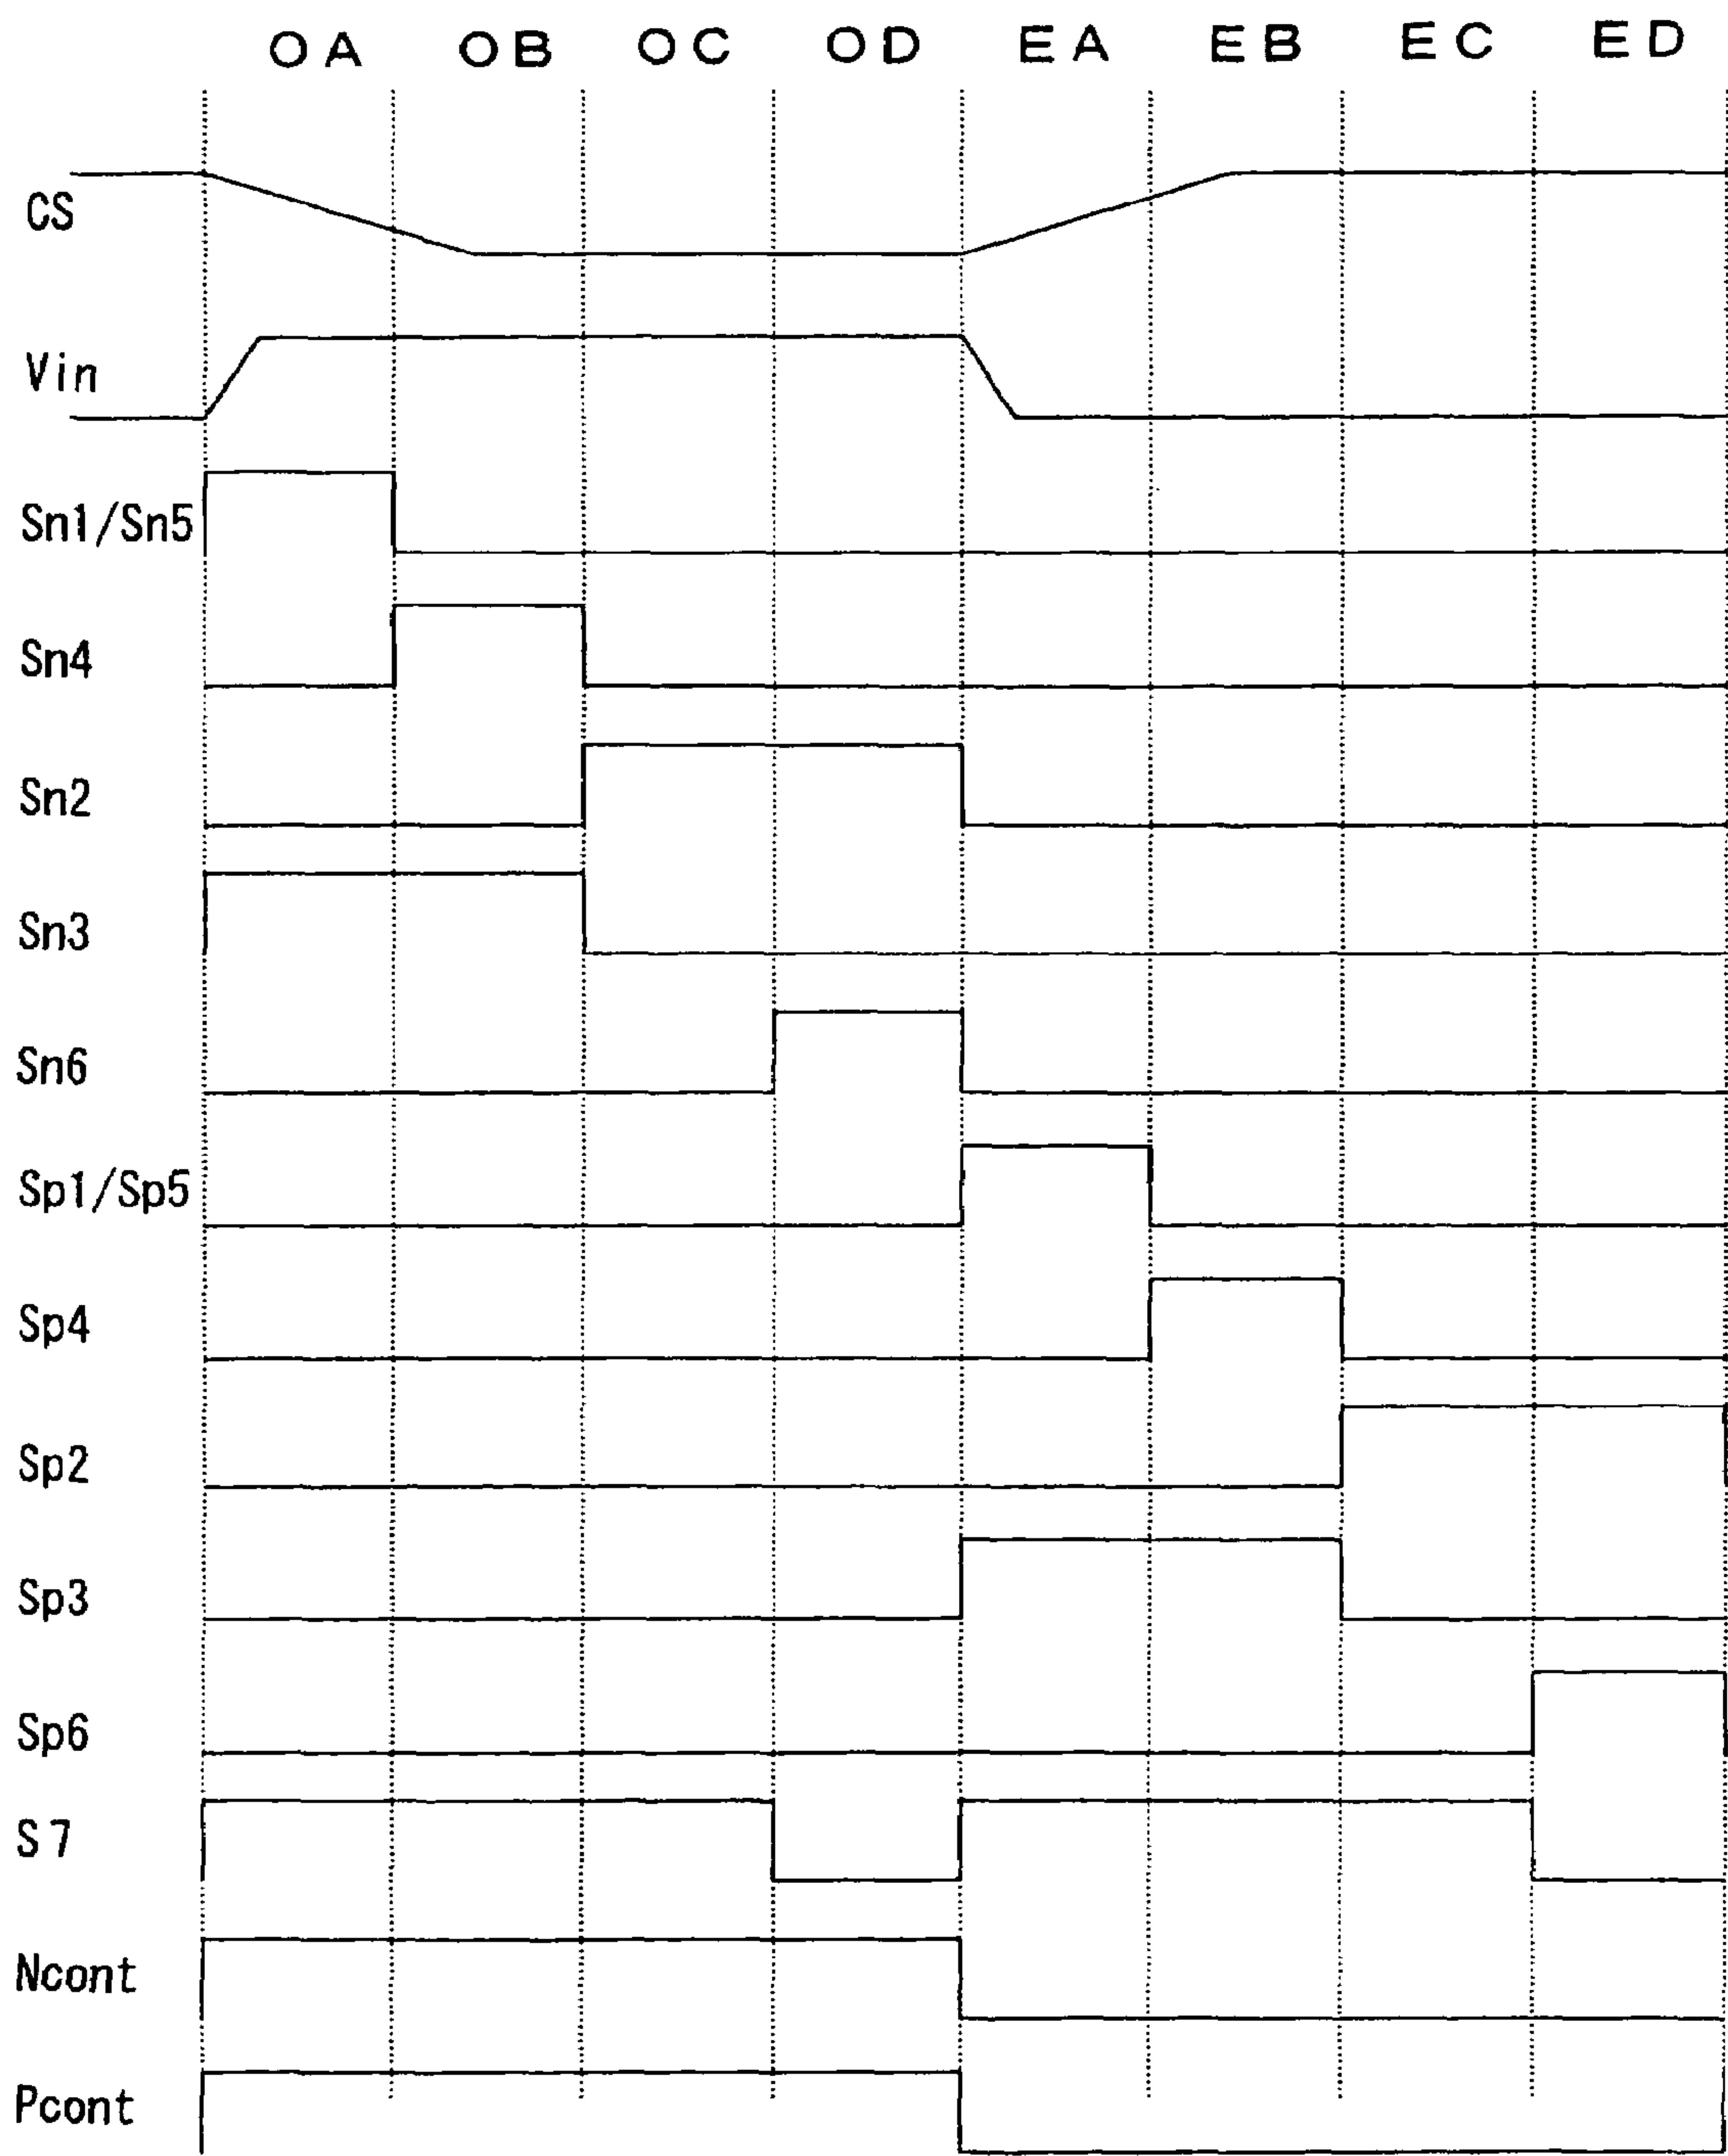 OA OB OC OD EA EB EC ED
CS
Vin
Sn1/Sn5
Sn4
Sn2
Sn3
Sn6
Sp1/Sp5
Sp4
Sp2
Sp3
Sp6
S7
Ncont
Pcont